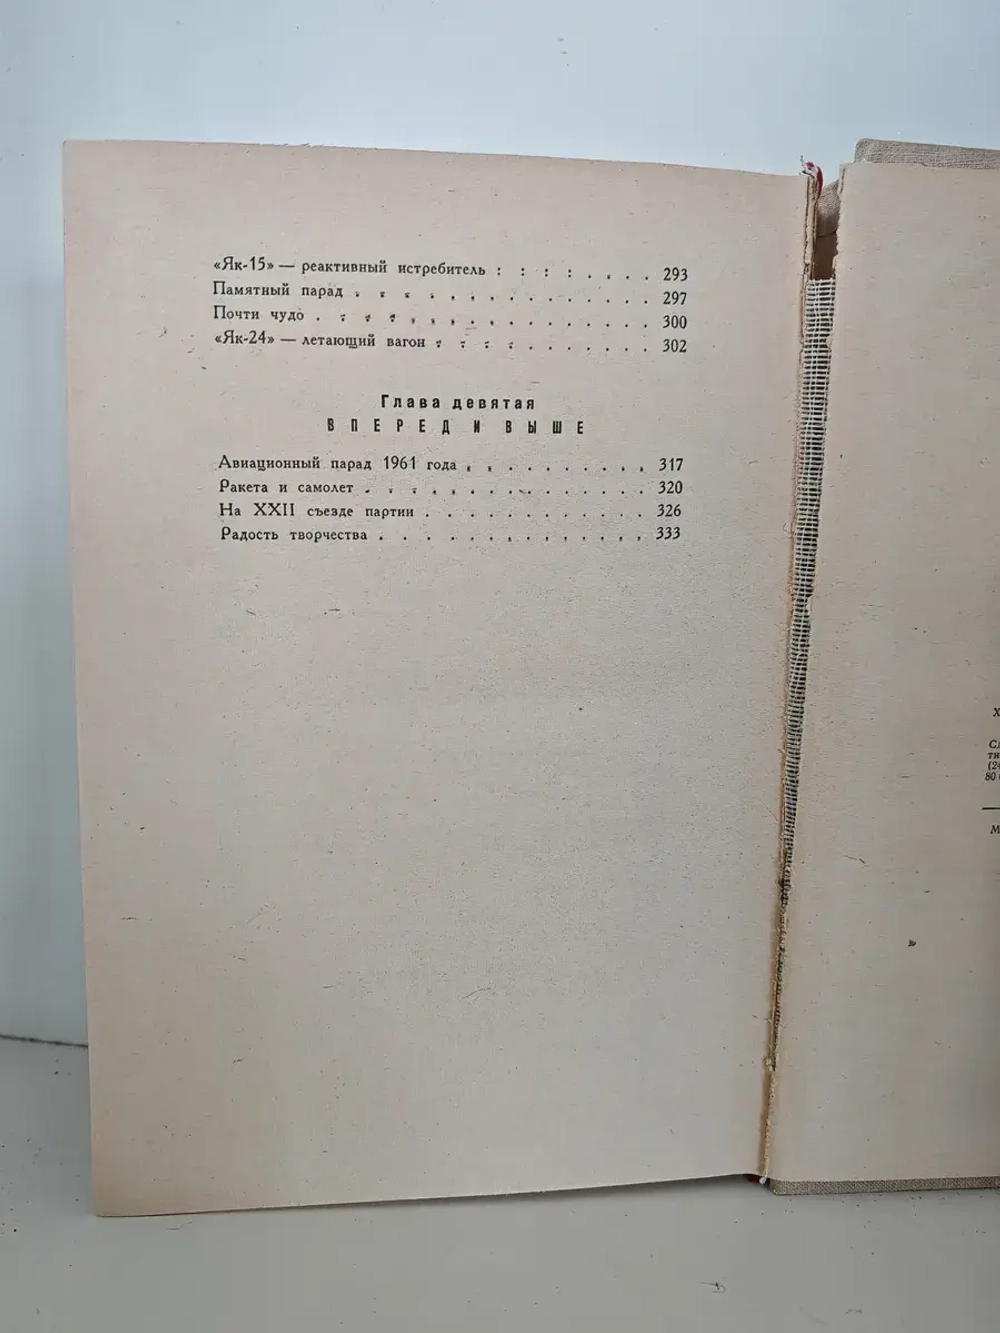 «Як-15» — реактивный истребитель : : : : . . . . 293
Памятный парад . . . . . . . . . . . . . 297
Почти чудо . . . . . . . . . . . . . . 300
«Як-24» — летающий вагон . . . . . . . . . . 302
Глава девятая
ВПЕРЕД И ВЫШЕ
Авиационный парад 1961 года . . . . . . . . . 317
Ракета и самолет . . . . . . . . . . . . 320
На XXII съезде партии . . . . . . . . . . 326
Радость творчества . . . . . . . . . . . . 333